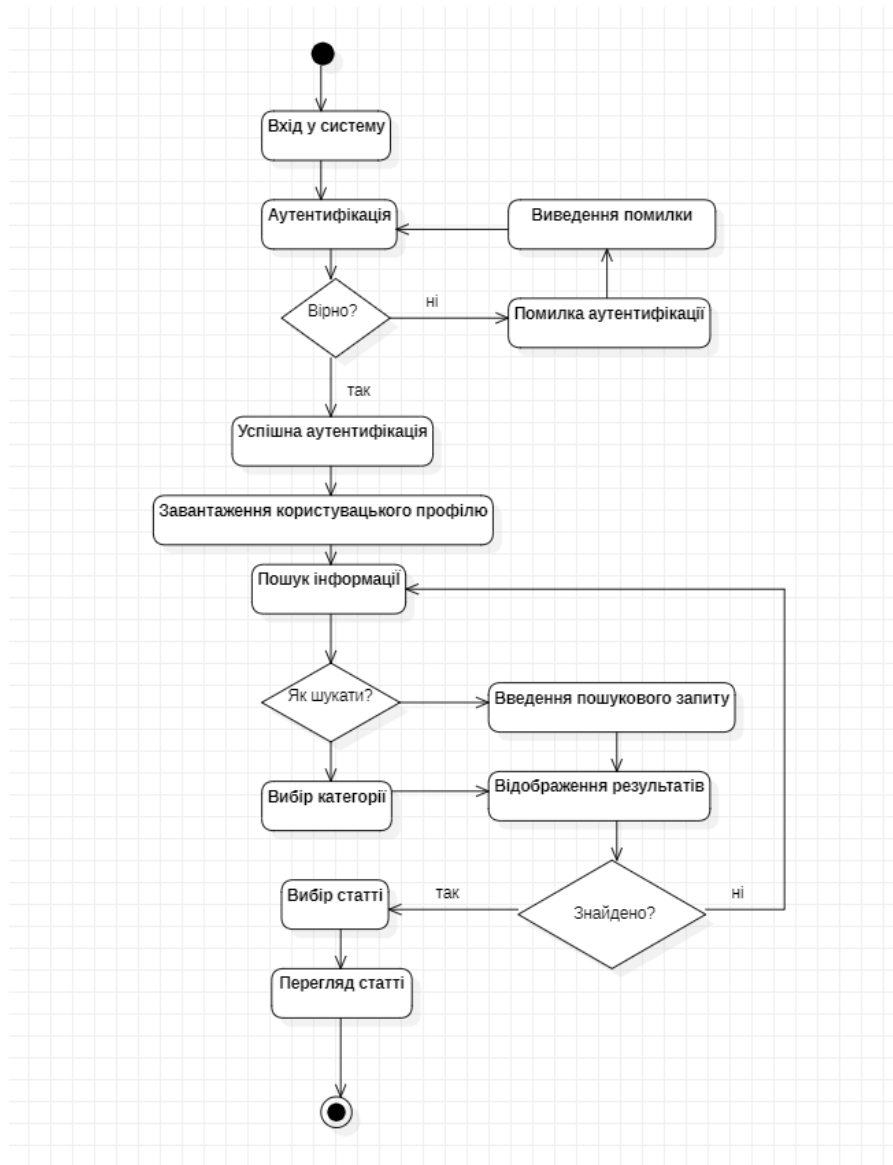 Вхід у систему
Аутентифікація
Виведення помилки
Вірно?
ні
Помилка аутентифікації
так
Успішна аутентифікація
Завантаження користувацького профілю
Пошук інформації
Як шукати?
Введення пошукового запиту
Вибір категорії
Відображення результатів
Вибір статті
так
Знайдено?
ні
Перегляд статті